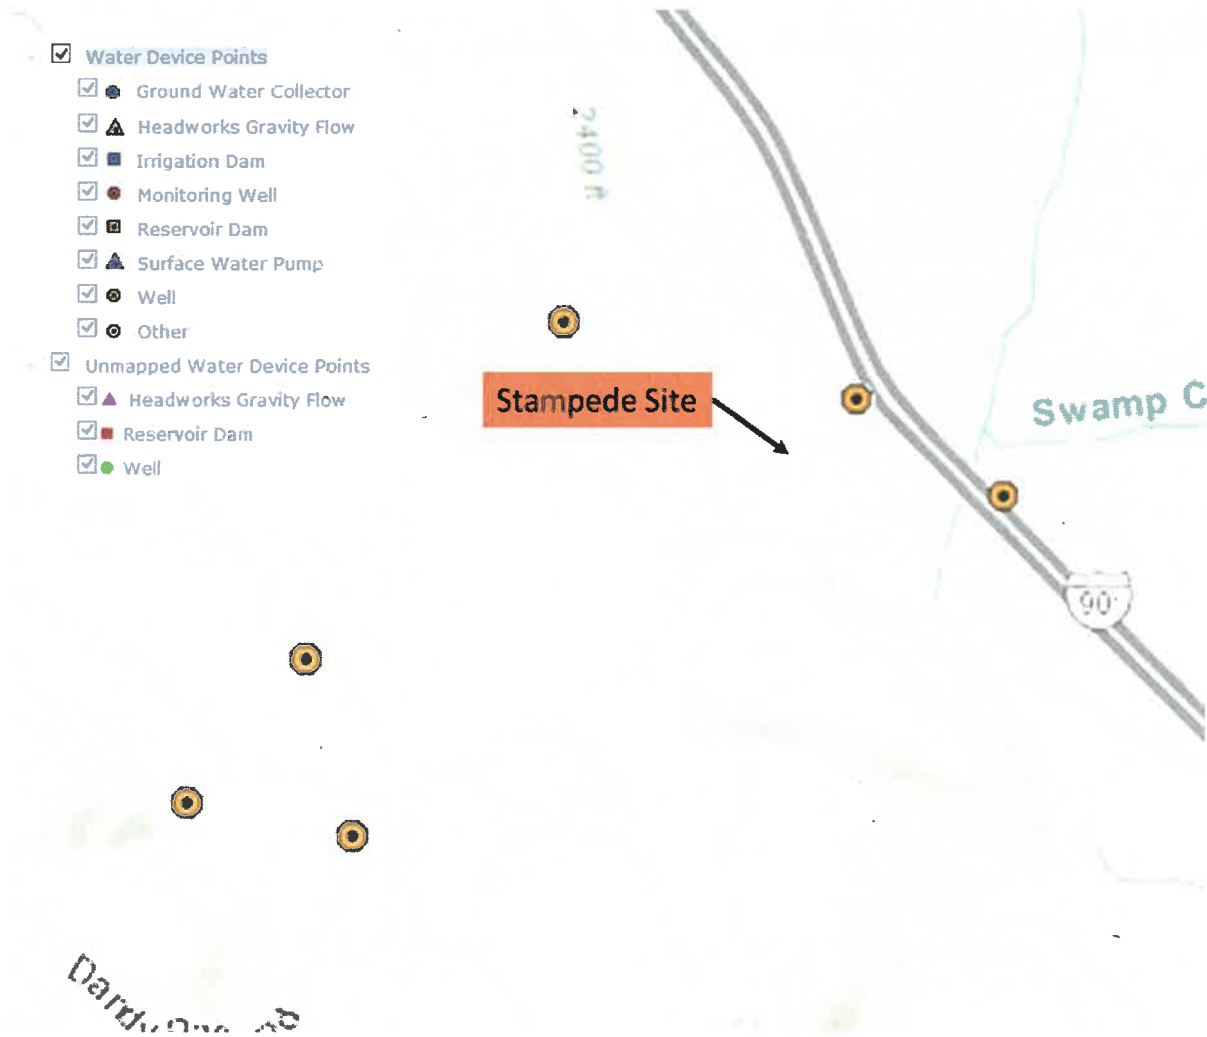 Water Device Points
Ground Water Collector
Headworks Gravity Flow
Irrigation Dam
Monitoring Well
Reservoir Dam
Surface Water Pump
Well
Other
Unmapped Water Device Points
Headworks Gravity Flow
Reservoir Dam
Well
2400 ft
Stampede Site
Swamp C
90